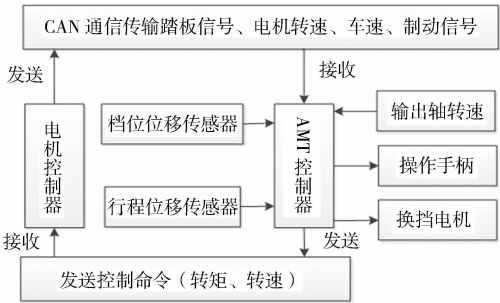 CAN 通信传输踏板信号、电机转速、车速、制动信号
发送
接收
电机控制器
档位位移传感器
AMT 控制器
输出轴转速
操作手柄
行程位移传感器
换挡电机
接收
发送
发送控制命令（转矩、转速）